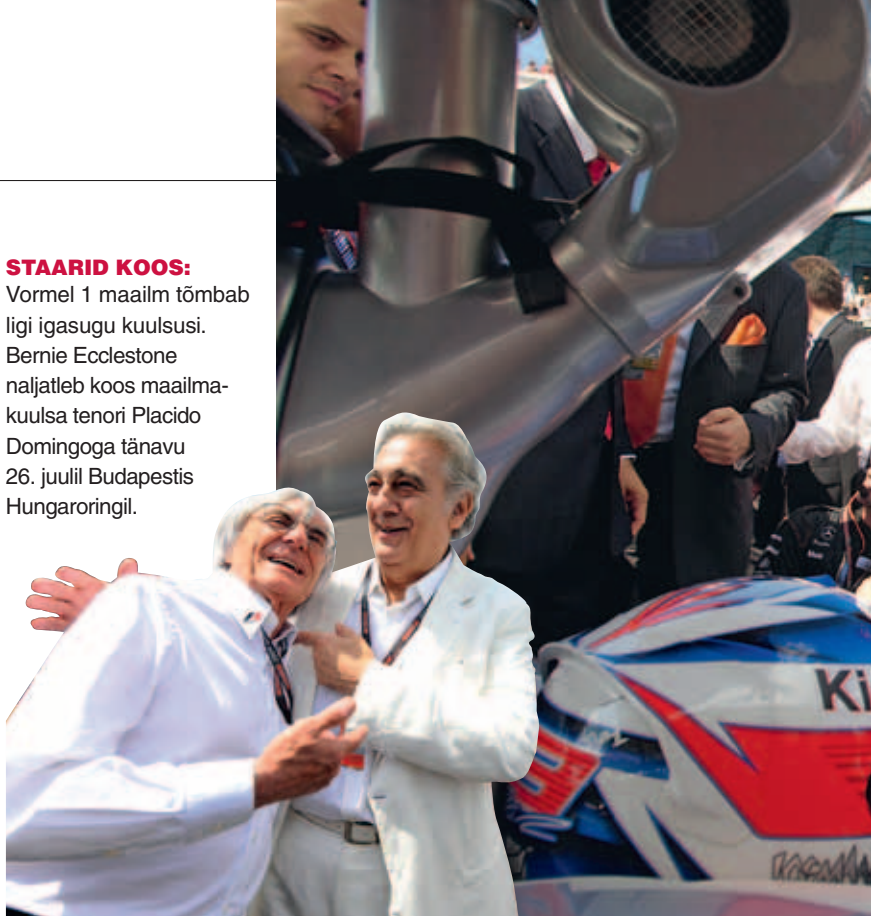 STAARID KOOS:
Vormel 1 maailm tõmbab
ligi igasugu kuulsusi.
Bernie Ecclestone
naljatleb koos maailma-
kuulsa tenori Placido
Domingoga tänavu
26. juulil Budapestis
Hungaroringil.
Ki